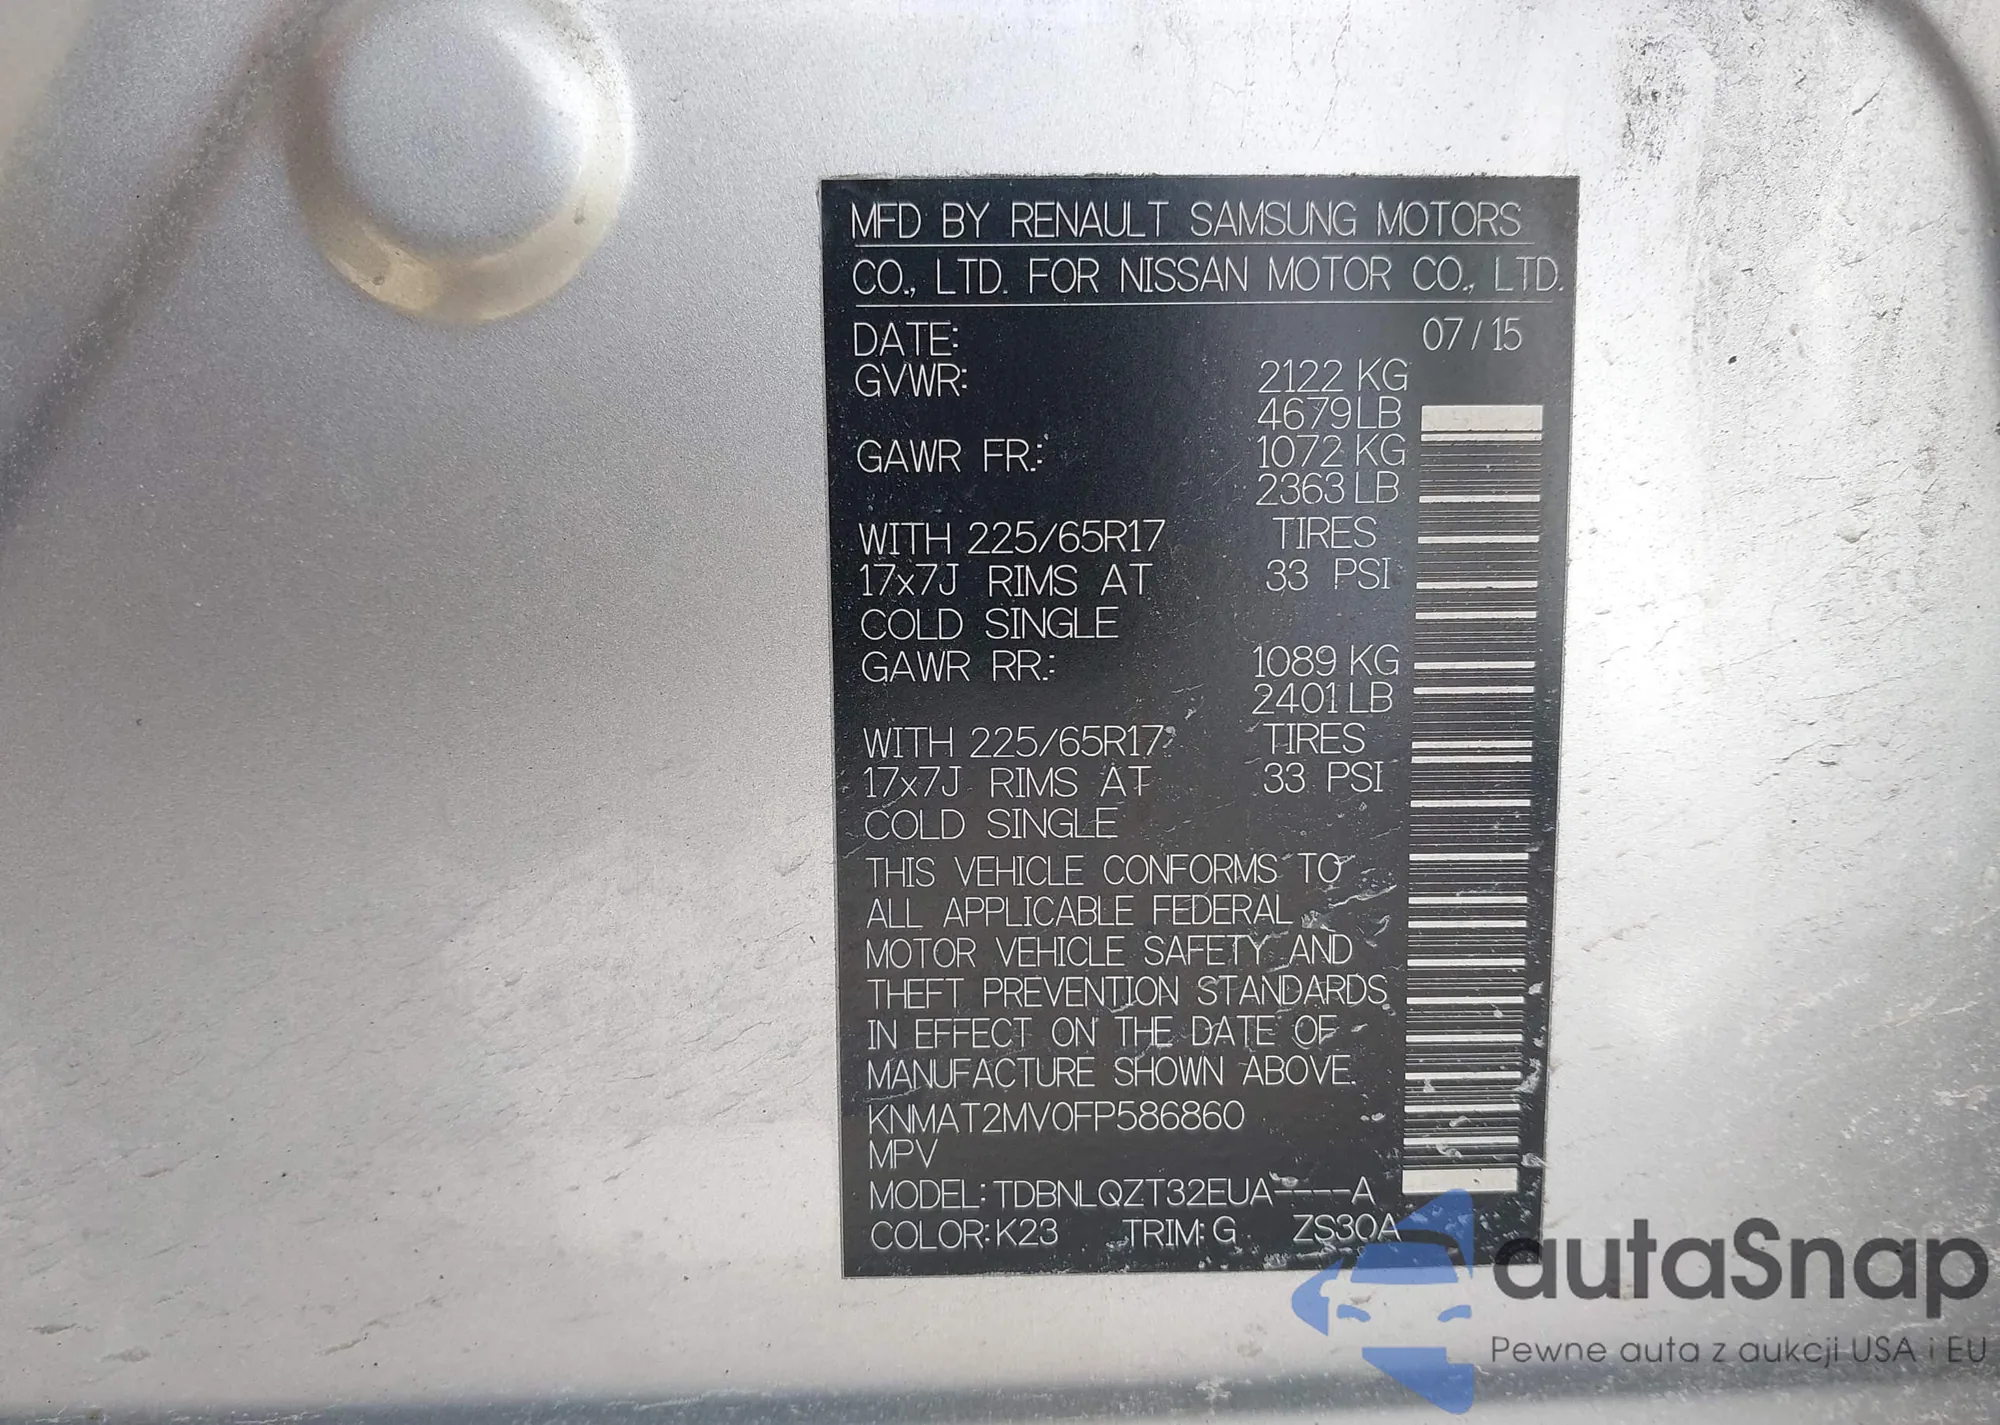 MFD BY RENAULT SAMSUNG MOTORS
CO., LTD. FOR NISSAN MOTOR CO., LTD.
DATE: 07/15
GVWR: 2122 KG
4679 LB
GAWR FR.: 1072 KG
2363 LB
WITH 225/65R17 TIRES
17x7J RIMS AT 33 PSI
COLD SINGLE
GAWR RR.: 1089 KG
2401 LB
WITH 225/65R17 TIRES
17x7J RIMS AT 33 PSI
COLD SINGLE
THIS VEHICLE CONFORMS TO
ALL APPLICABLE FEDERAL
MOTOR VEHICLE SAFETY AND
THEFT PREVENTION STANDARDS
IN EFFECT ON THE DATE OF
MANUFACTURE SHOWN ABOVE.
KNMAT2MV0FP586860
MPV
MODEL: TDBNLQZT32EUA----A
COLOR: K23 TRIM: G ZS30A
autaSnap
Pewne auta z aukcji USA i EU